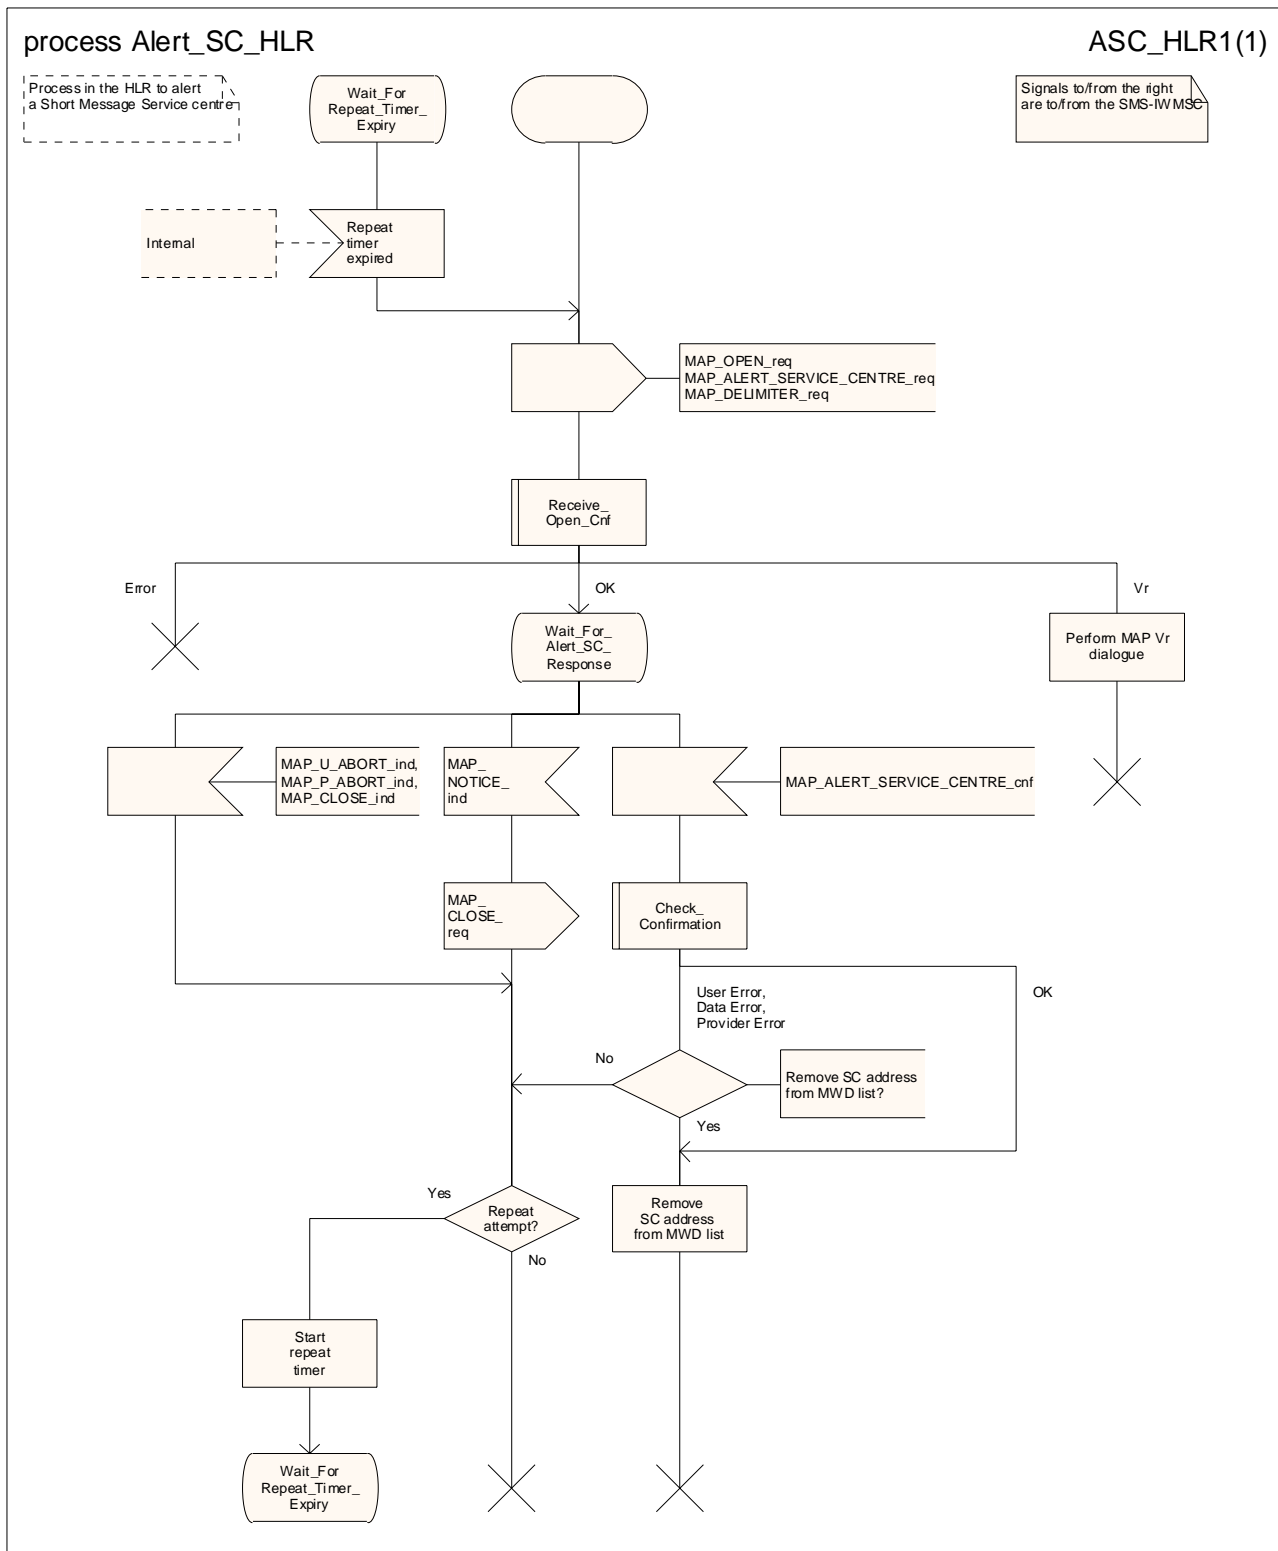 process Alert_SC_HLR
ASC_HLR1(1)
Process in the HLR to alert
a Short Message Service centre
Wait_For
Repeat_Timer_
Expiry
Signals to/from the right
are to/from the SMS-IWMSC
Internal
Repeat
timer
expired
MAP_OPEN_req
MAP_ALERT_SERVICE_CENTRE_req
MAP_DELIMITER_req
Receive_
Open_Cnf
Error
OK
Vr
Wait_For_
Alert_SC_
Response
Perform MAP Vr
dialogue
MAP_U_ABORT_ind,
MAP_P_ABORT_ind,
MAP_CLOSE_ind
MAP_
NOTICE_
ind
MAP_ALERT_SERVICE_CENTRE_cnf
MAP_
CLOSE_
req
Check_
Confirmation
User Error,
Data Error,
Provider Error
OK
No
Remove SC address
from MWD list?
Yes
Yes
Repeat
attempt?
No
Remove
SC address
from MWD list
Start
repeat
timer
Wait_For
Repeat_Timer_
Expiry